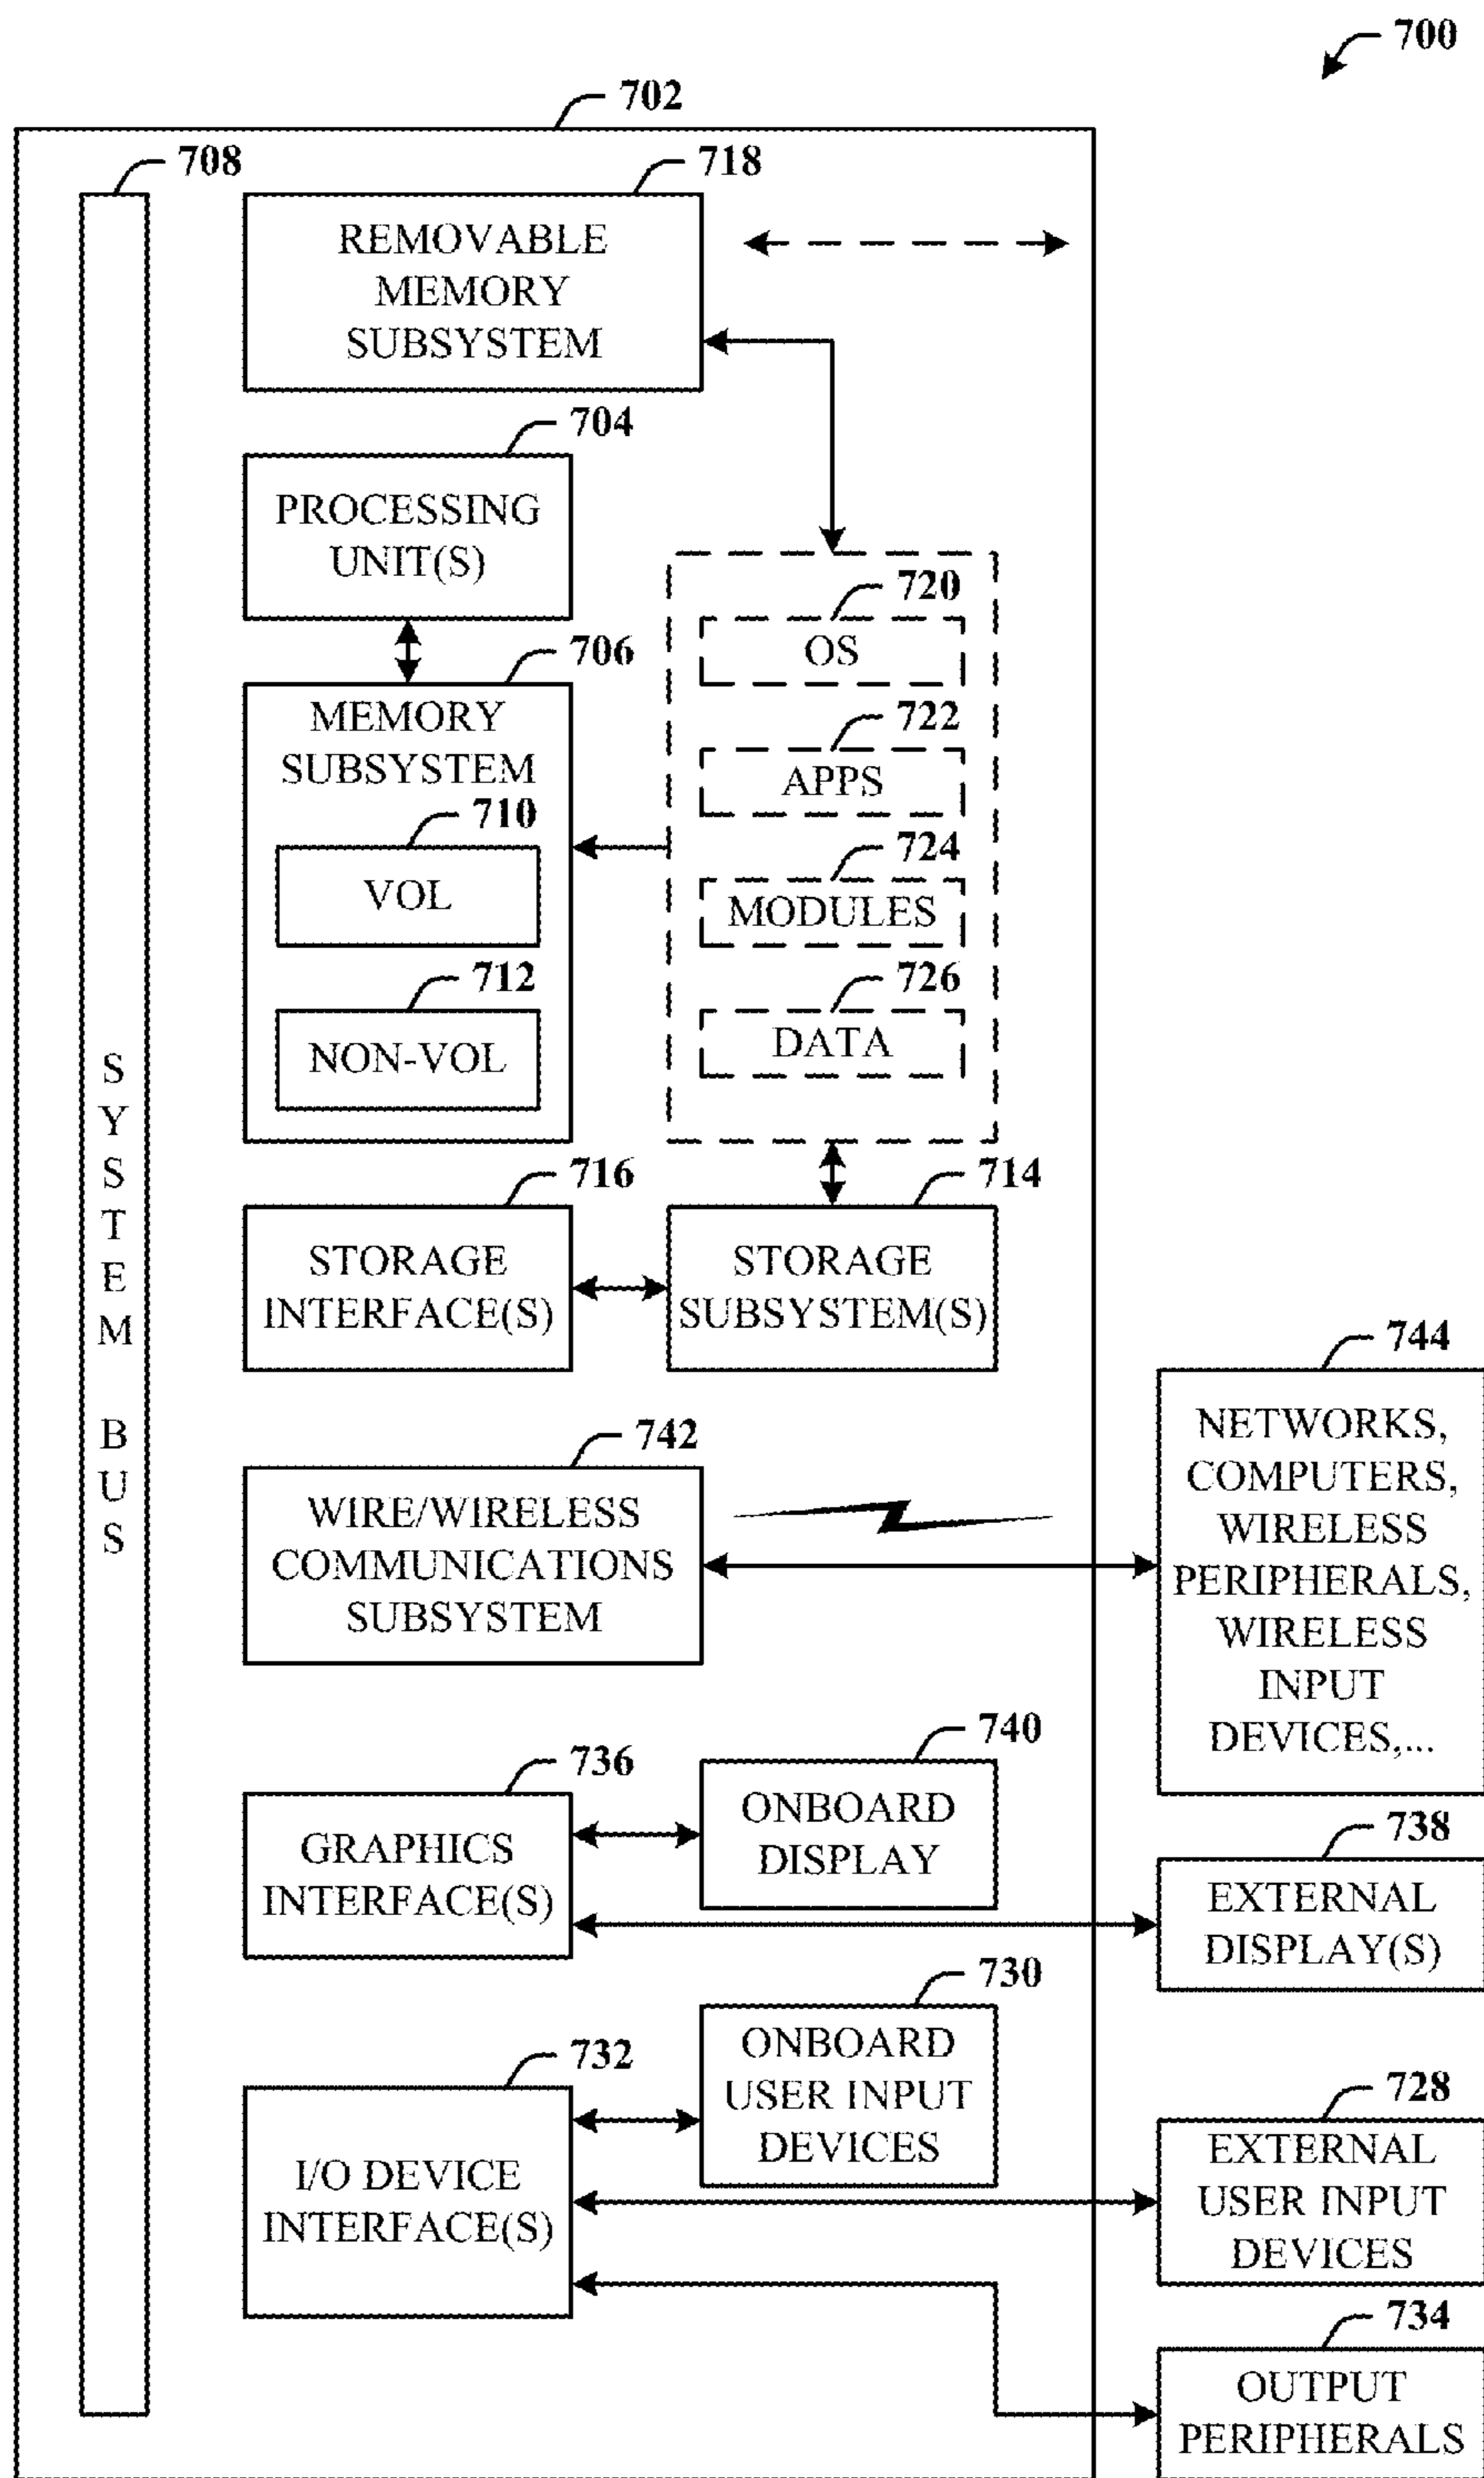 700
702
708
718
REMOVABLE
MEMORY
SUBSYSTEM
704
PROCESSING
UNIT(S)
706
MEMORY
SUBSYSTEM
710
VOL
712
NON-VOL
720
OS
722
APPS
724
MODULES
726
DATA
SYSTEM BUS
716
STORAGE
INTERFACE(S)
714
STORAGE
SUBSYSTEM(S)
742
WIRE/WIRELESS
COMMUNICATIONS
SUBSYSTEM
744
NETWORKS,
COMPUTERS,
WIRELESS
PERIPHERALS,
WIRELESS
INPUT
DEVICES,...
736
GRAPHICS
INTERFACE(S)
740
ONBOARD
DISPLAY
738
EXTERNAL
DISPLAY(S)
732
I/O DEVICE
INTERFACE(S)
730
ONBOARD
USER INPUT
DEVICES
728
EXTERNAL
USER INPUT
DEVICES
734
OUTPUT
PERIPHERALS